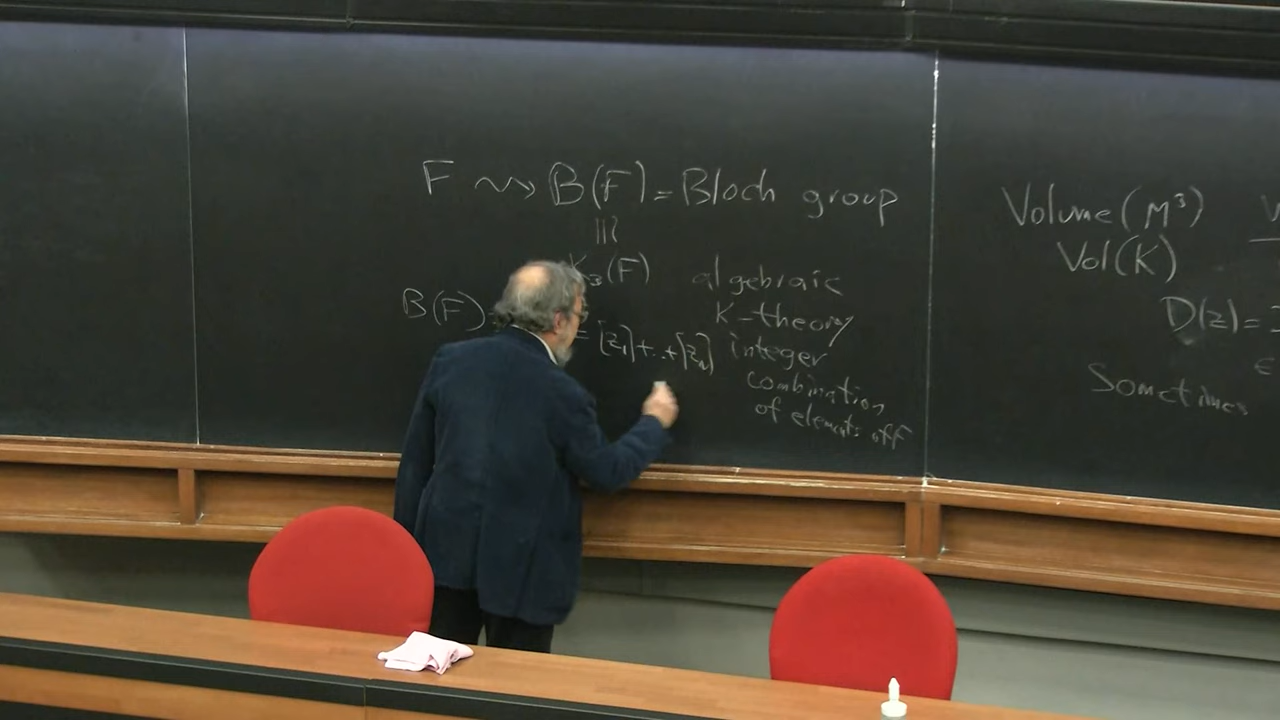 F ⇝ B(F) = Bloch group
K₃(F) algebraic
B(F) K-theory
= [z₁]+..+[zₙ] integer
combination
of elements of F
Volume(M³)
Vol(K)
D(z) =
Sometimes